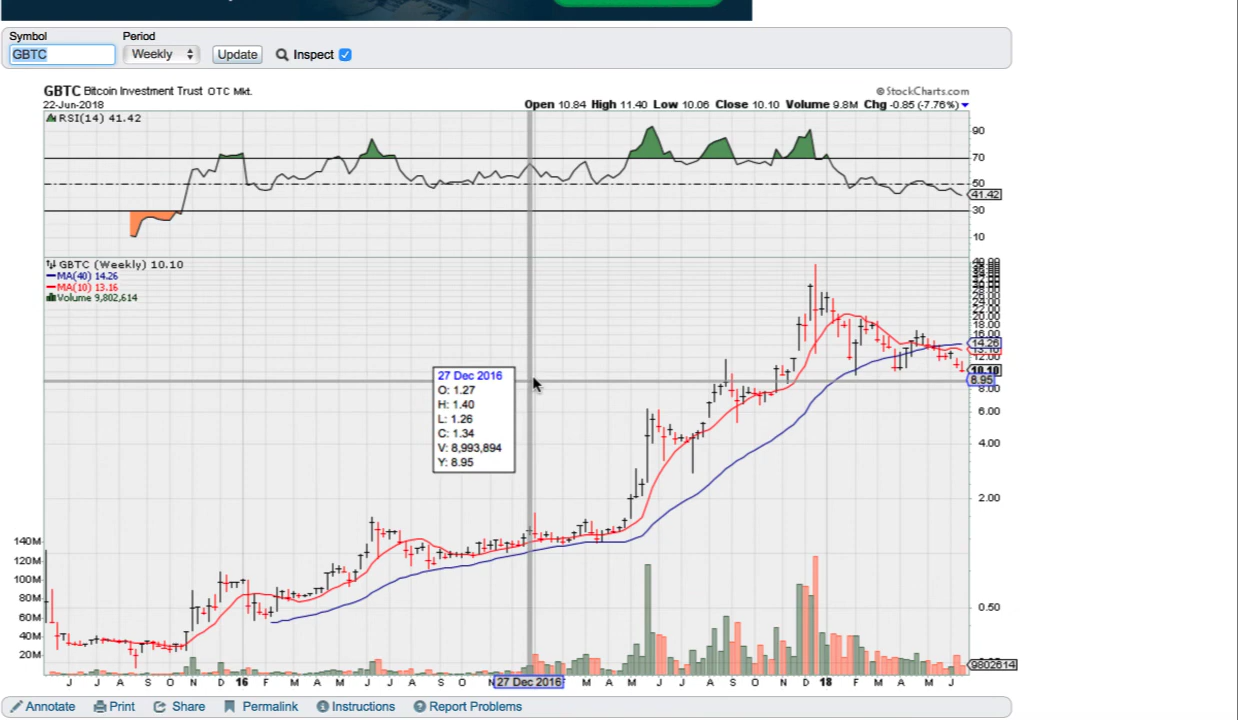 Symbol
Period
GBTC
Weekly
Update
Inspect
GBTC Bitcoin Investment Trust OTC Mkt.
© StockCharts.com
22-Jun-2018
Open 10.84 High 11.40 Low 10.06 Close 10.10 Volume 9.8M Chg -0.85 (-7.76%)
RSI(14) 41.42
90
70
50
41.42
30
10
GBTC (Weekly) 10.10
MA(40) 14.26
MA(10) 13.16
Volume 9,802,614
28.00
22.00
20.00
18.00
16.00
14.26
12.00
10.10
8.95
8.00
6.00
4.00
2.00
0.50
27 Dec 2016
O: 1.27
H: 1.40
L: 1.26
C: 1.34
V: 8,993,894
Y: 8.95
140M
120M
100M
80M
60M
40M
20M
9802614
J J A S O N D 16 F M A M J J A S O N 27 Dec 2016 F M A M J J A S O N D 18 F M A M J
Annotate
Print
Share
Permalink
Instructions
Report Problems